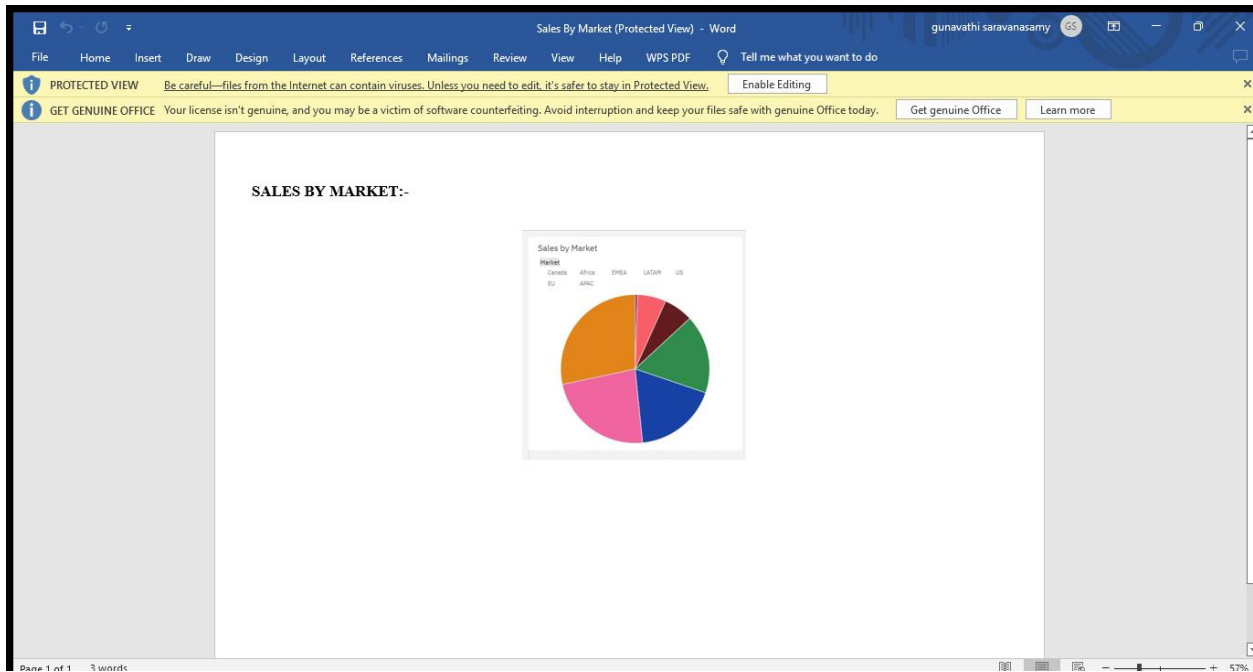 Sales By Market (Protected View) - Word
gunavathi saravanasamy GS
File Home Insert Draw Design Layout References Mailings Review View Help WPS PDF Tell me what you want to do
PROTECTED VIEW Be careful—files from the Internet can contain viruses. Unless you need to edit, it's safer to stay in Protected View. Enable Editing
GET GENUINE OFFICE Your license isn't genuine, and you may be a victim of software counterfeiting. Avoid interruption and keep your files safe with genuine Office today. Get genuine Office Learn more
SALES BY MARKET:-
Sales by Market
Market
Canada Africa EMEA LATAM US
EU APAC
Page 1 of 1 3 words
57%